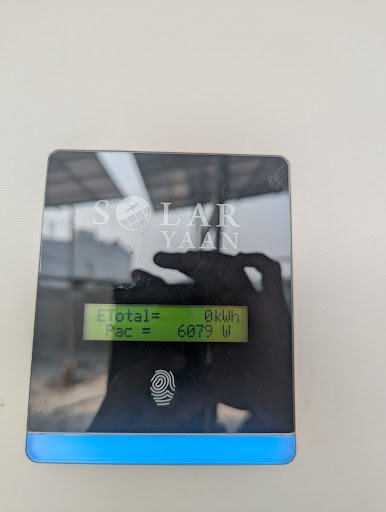 SOLAR
YAAN
ETotal= 0kWh
Pac = 6079 W